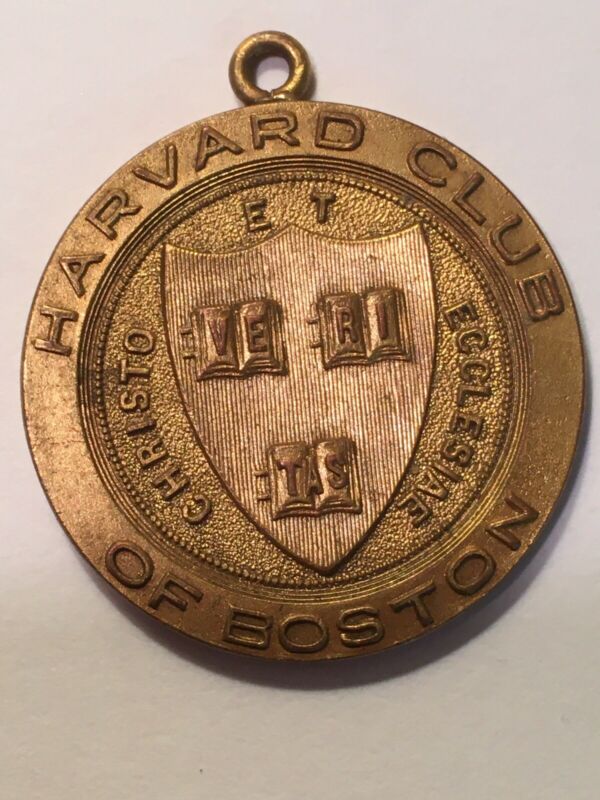 HARVARD CLUB
OF BOSTON
CHRISTO
ET
ECCLESIAE
VE
RI
TAS